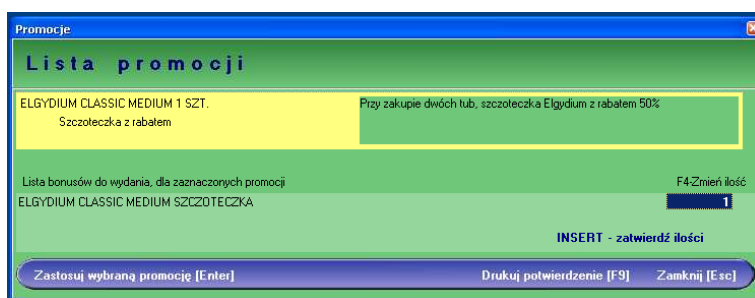 Promocje
Lista promocji
ELGYDIUM CLASSIC MEDIUM 1 SZT.
Przy zakupie dwóch tub, szczoteczka Elgydium z rabatem 50%
Szczoteczka z rabatem
Lista bonusów do wydania, dla zaznaczonych promocji
F4-Zmień ilość
ELGYDIUM CLASSIC MEDIUM SZCZOTECZKA
1
INSERT - zatwierdź ilości
Zastosuj wybraną promocję [Enter]
Drukuj potwierdzenie [F9]
Zamknij [Esc]